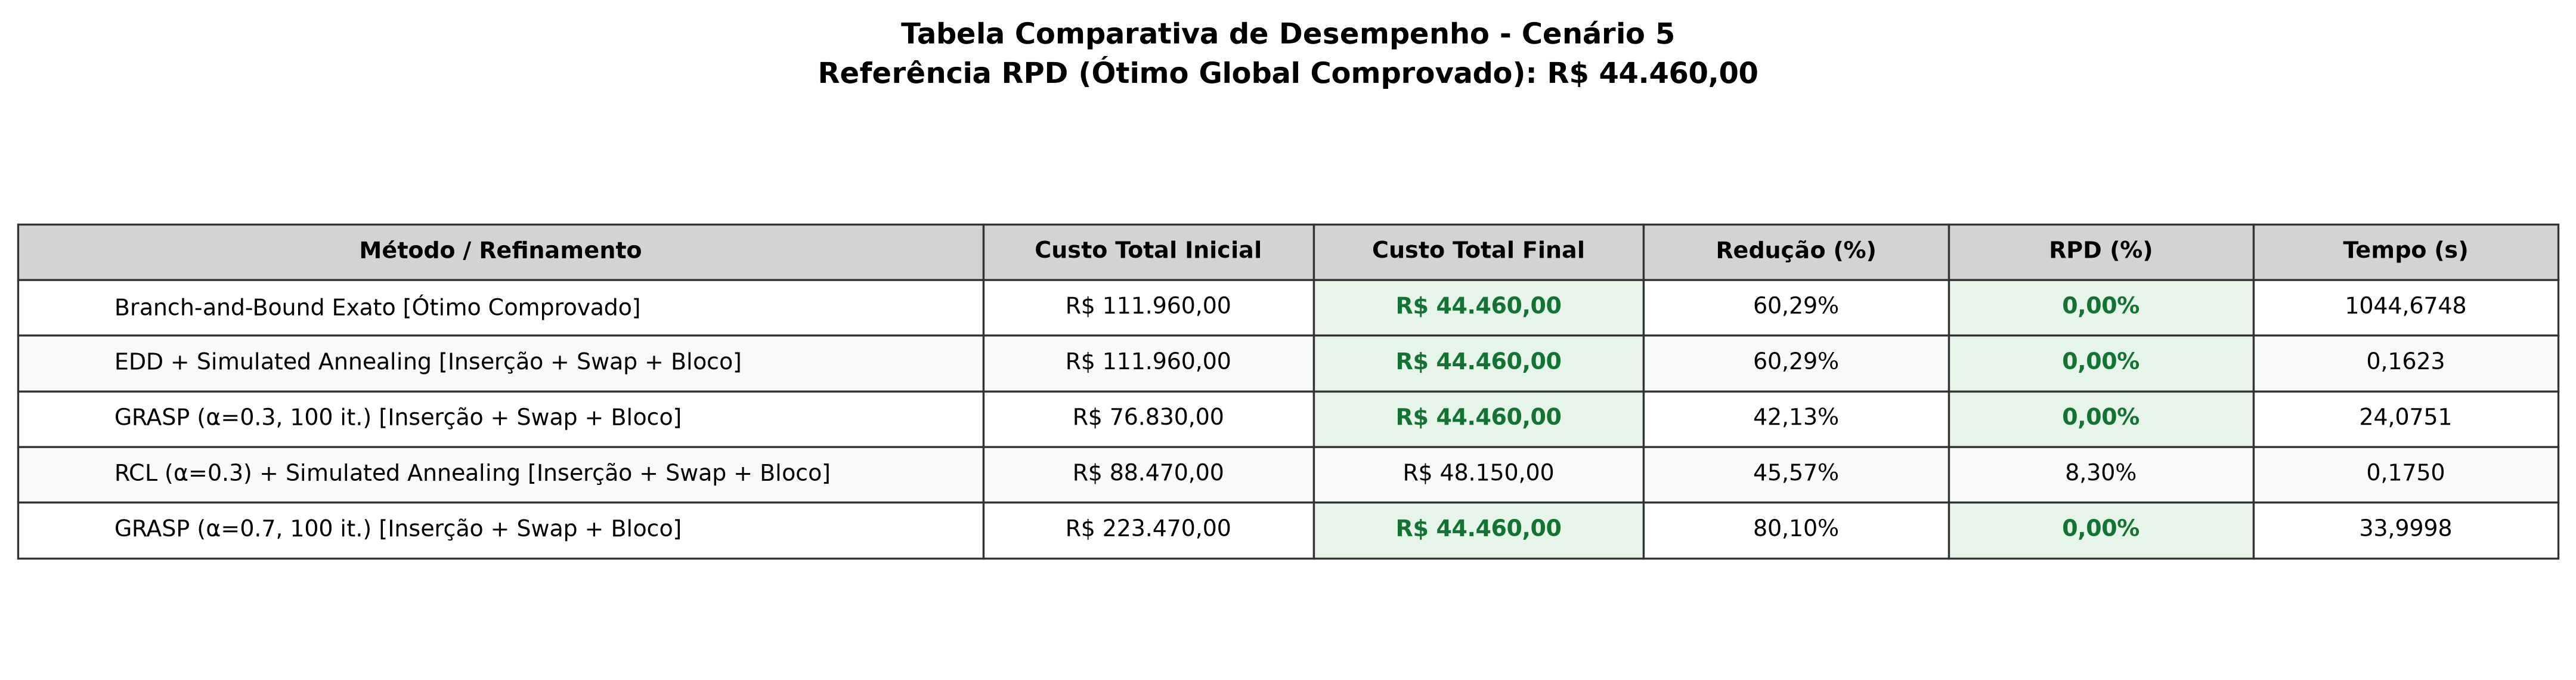 Tabela Comparativa de Desempenho - Cenário 5
Referência RPD (Ótimo Global Comprovado): R$ 44.460,00
Método / Refinamento Custo Total Inicial Custo Total Final Redução (%) RPD (%) Tempo (s)
Branch-and-Bound Exato [Ótimo Comprovado] R$ 111.960,00 R$ 44.460,00 60,29% 0,00% 1044,6748
EDD + Simulated Annealing [Inserção + Swap + Bloco] R$ 111.960,00 R$ 44.460,00 60,29% 0,00% 0,1623
GRASP (α=0.3, 100 it.) [Inserção + Swap + Bloco] R$ 76.830,00 R$ 44.460,00 42,13% 0,00% 24,0751
RCL (α=0.3) + Simulated Annealing [Inserção + Swap + Bloco] R$ 88.470,00 R$ 48.150,00 45,57% 8,30% 0,1750
GRASP (α=0.7, 100 it.) [Inserção + Swap + Bloco] R$ 223.470,00 R$ 44.460,00 80,10% 0,00% 33,9998